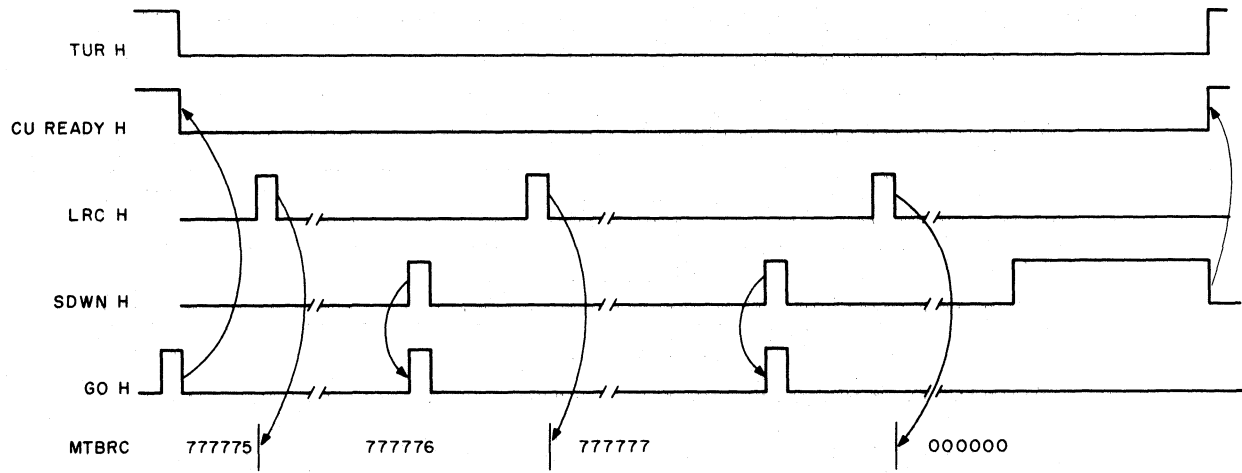 TUR H
CU READY H
LRC H
SDWN H
GO H
MTBRC 777775 777776 777777 000000